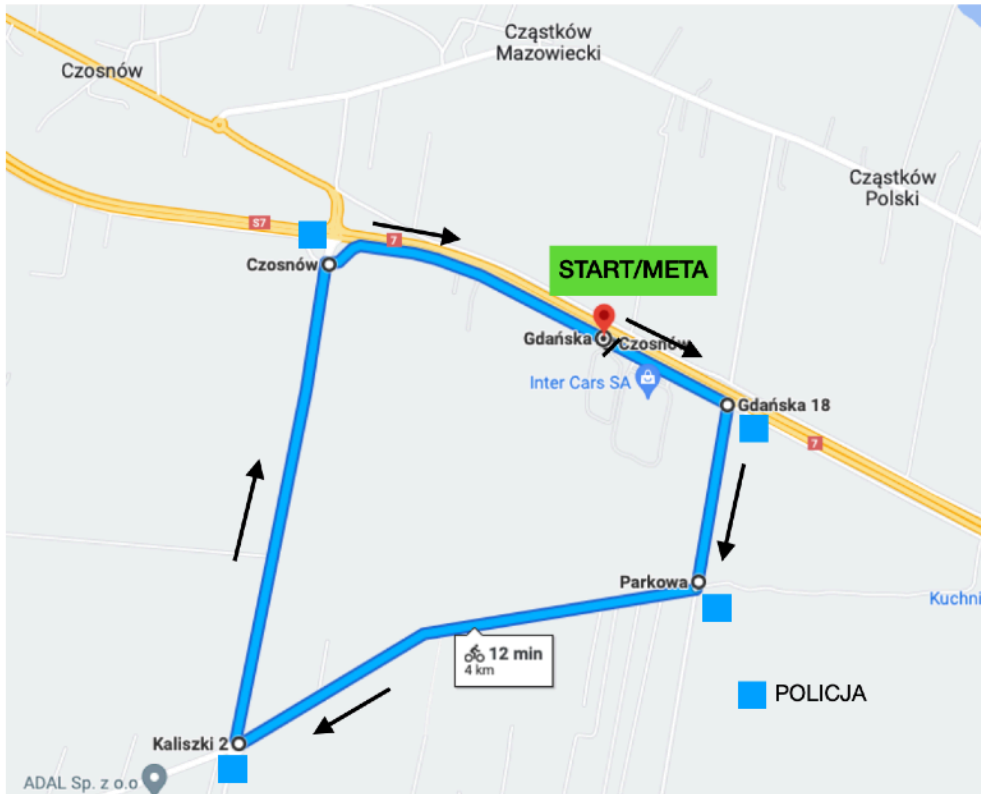 Cząstków
Mazowiecki
Czosnów
Cząstków
Polski
S7
7
Czosnów
START/META
Gdańska
Czosnów
Inter Cars SA
Gdańska 18
7
Parkowa
Kuchni
12 min
4 km
POLICJA
Kaliszki 2
ADAL Sp. z o.o